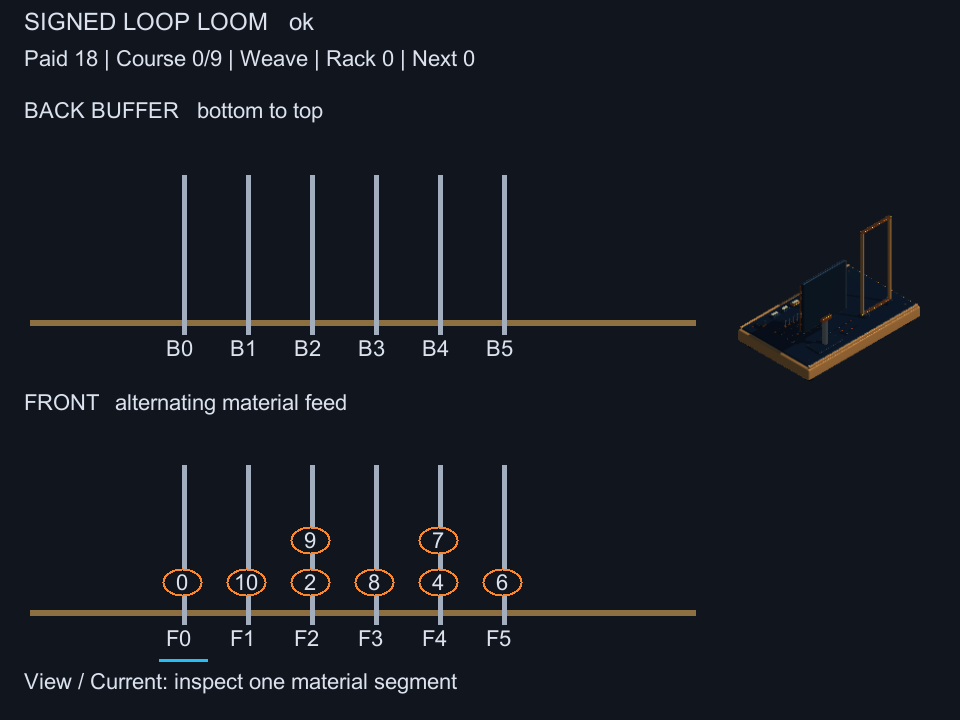 SIGNED LOOP LOOM ok
Paid 18 | Course 0/9 | Weave | Rack 0 | Next 0
BACK BUFFER bottom to top
B0 B1 B2 B3 B4 B5
FRONT alternating material feed
9 7
0 10 2 8 4 6
F0 F1 F2 F3 F4 F5
View / Current: inspect one material segment